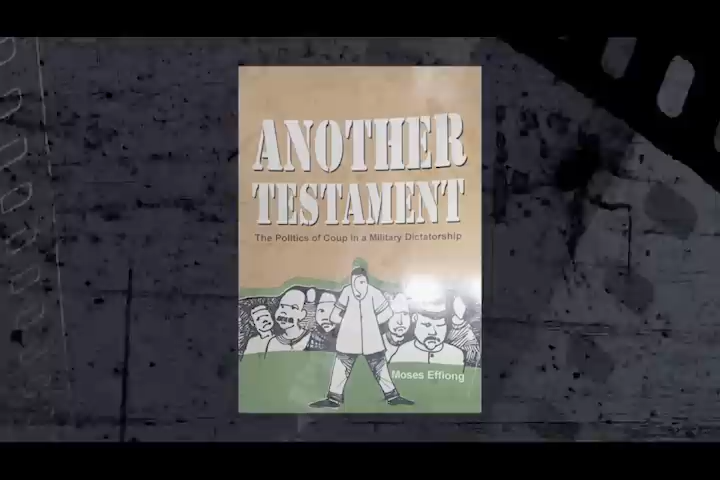 ANOTHER
TESTAMENT
The Politics of Coup in a Military Dictatorship
Moses Effiong